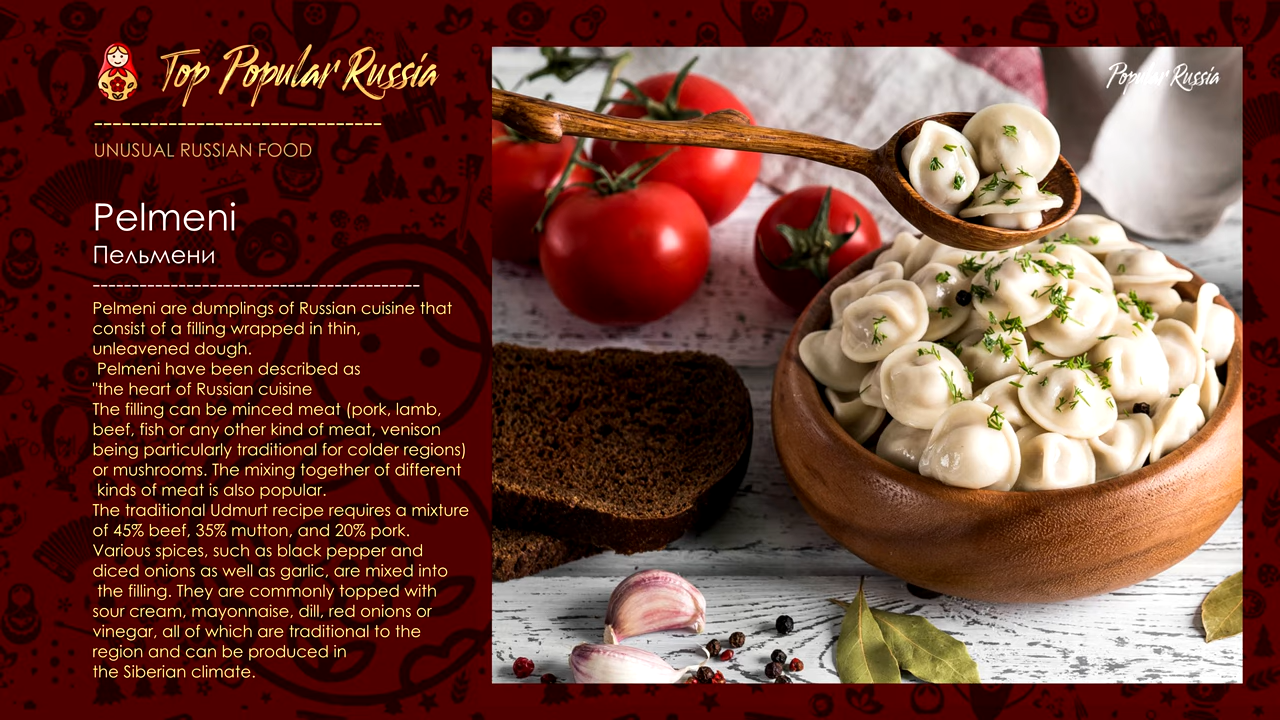 Top Popular Russia
------------------------------
UNUSUAL RUSSIAN FOOD
Pelmeni
Пельмени
-----------------------------------------
Pelmeni are dumplings of Russian cuisine that
consist of a filling wrapped in thin,
unleavened dough.
Pelmeni have been described as
"the heart of Russian cuisine
The filling can be minced meat (pork, lamb,
beef, fish or any other kind of meat, venison
being particularly traditional for colder regions)
or mushrooms. The mixing together of different
kinds of meat is also popular.
The traditional Udmurt recipe requires a mixture
of 45% beef, 35% mutton, and 20% pork.
Various spices, such as black pepper and
diced onions as well as garlic, are mixed into
the filling. They are commonly topped with
sour cream, mayonnaise, dill, red onions or
vinegar, all of which are traditional to the
region and can be produced in
the Siberian climate.
Popular Russia